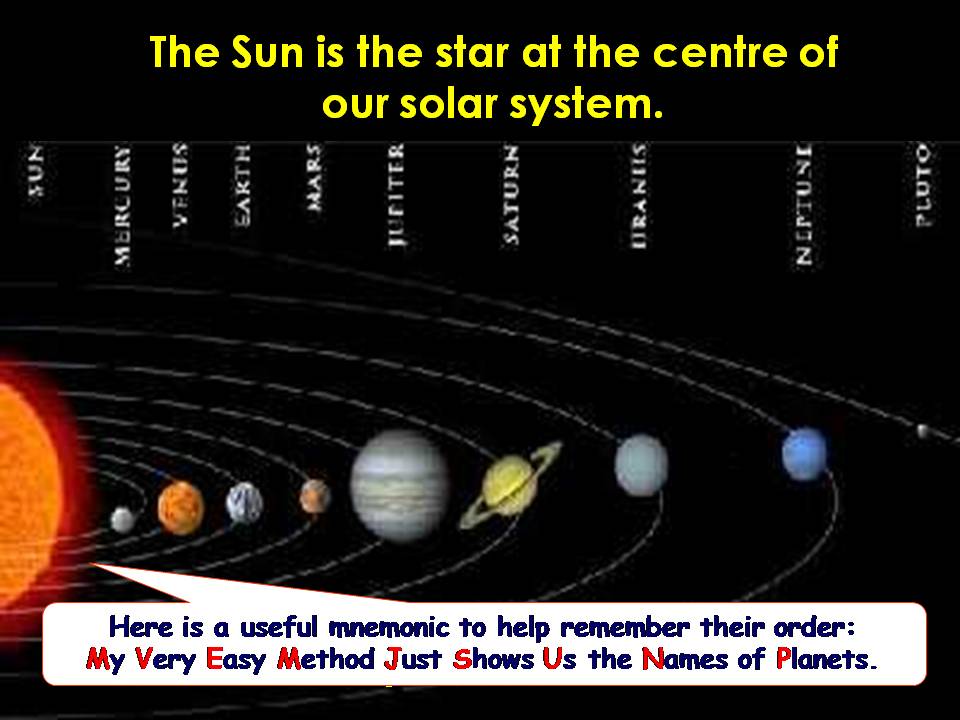 The Sun is the star at the centre of
our solar system.
SUN
MERCURY
VENUS
EARTH
MARS
JUPITER
SATURN
URANUS
NEPTUNE
PLUTO
Here is a useful mnemonic to help remember their order:
My Very Easy Method Just Shows Us the Names of Planets.